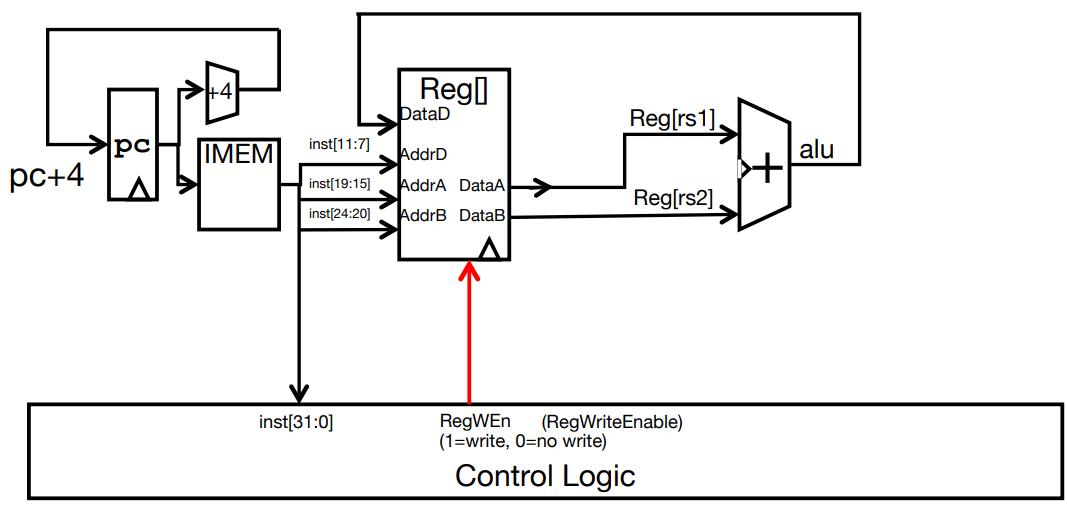 Reg[]
+4
DataD
pc
IMEM
inst[11:7]
AddrD
Reg[rs1]
alu
pc+4
inst[19:15]
AddrA
DataA
+
inst[24:20]
AddrB
DataB
Reg[rs2]
inst[31:0]
RegWEn (RegWriteEnable)
(1=write, 0=no write)
Control Logic